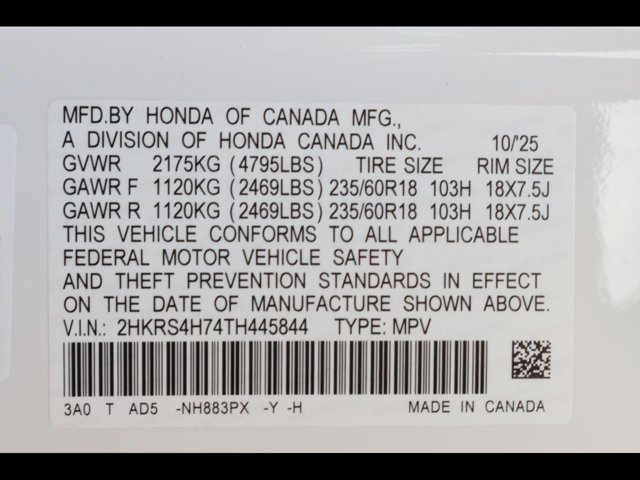 MFD.BY HONDA OF CANADA MFG.,
A DIVISION OF HONDA CANADA INC. 10/'25
GVWR 2175KG (4795LBS) TIRE SIZE RIM SIZE
GAWR F 1120KG (2469LBS) 235/60R18 103H 18X7.5J
GAWR R 1120KG (2469LBS) 235/60R18 103H 18X7.5J
THIS VEHICLE CONFORMS TO ALL APPLICABLE
FEDERAL MOTOR VEHICLE SAFETY
AND THEFT PREVENTION STANDARDS IN EFFECT
ON THE DATE OF MANUFACTURE SHOWN ABOVE.
V.I.N.: 2HKRS4H74TH445844 TYPE: MPV
3A0 T AD5 -NH883PX -Y -H MADE IN CANADA